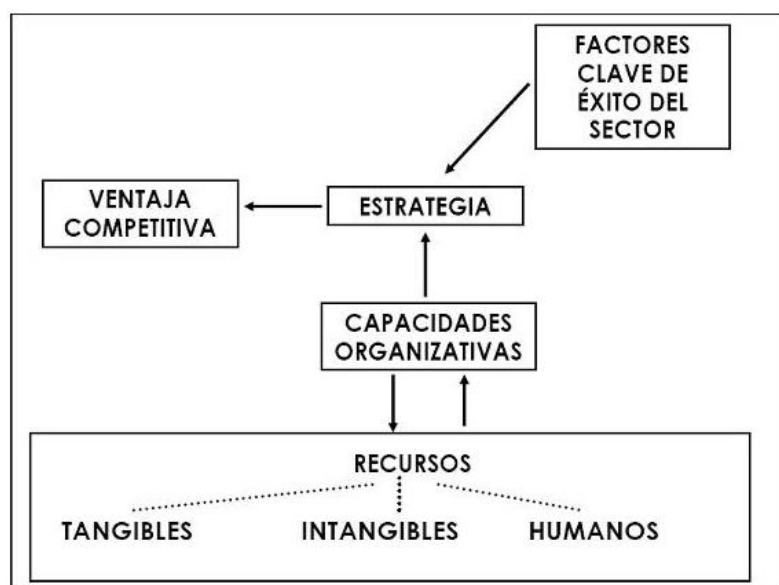 FACTORES
CLAVE DE
ÉXITO DEL
SECTOR
VENTAJA
COMPETITIVA
ESTRATEGIA
CAPACIDADES
ORGANIZATIVAS
RECURSOS
TANGIBLES
INTANGIBLES
HUMANOS